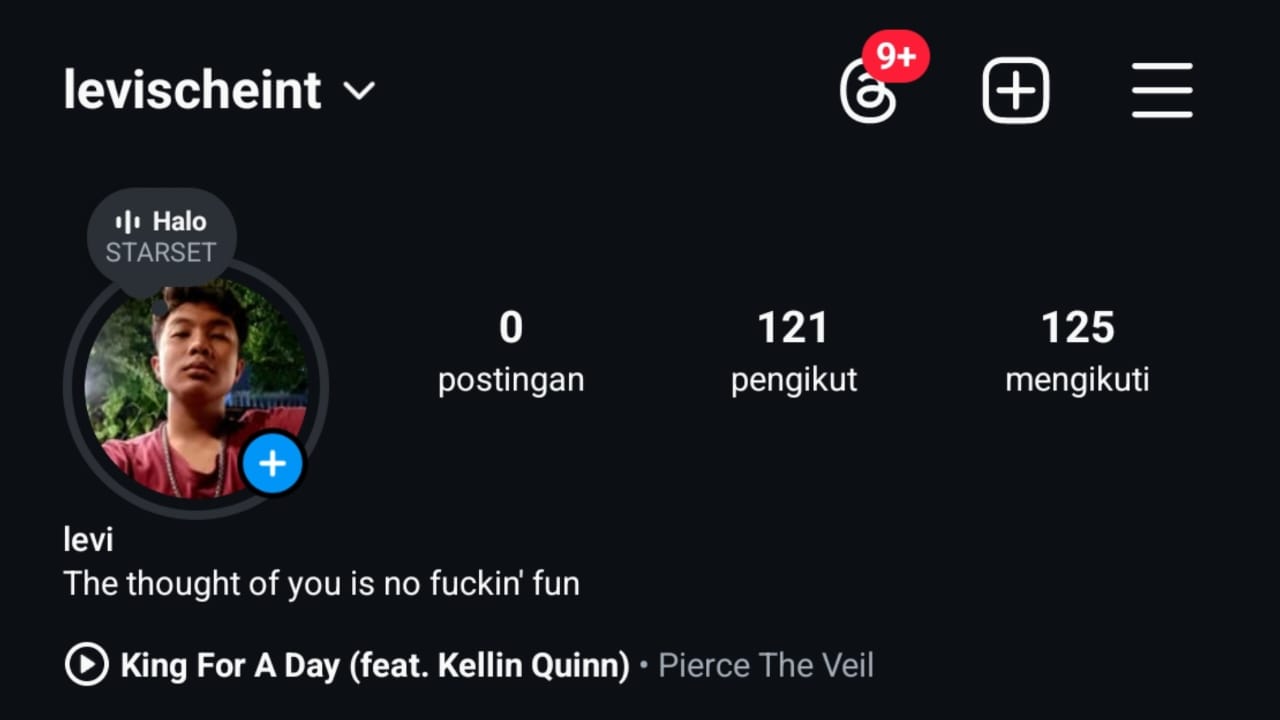 levischeint
9+
Halo
STARSET
0
postingan
121
pengikut
125
mengikuti
levi
The thought of you is no fuckin' fun
King For A Day (feat. Kellin Quinn) • Pierce The Veil